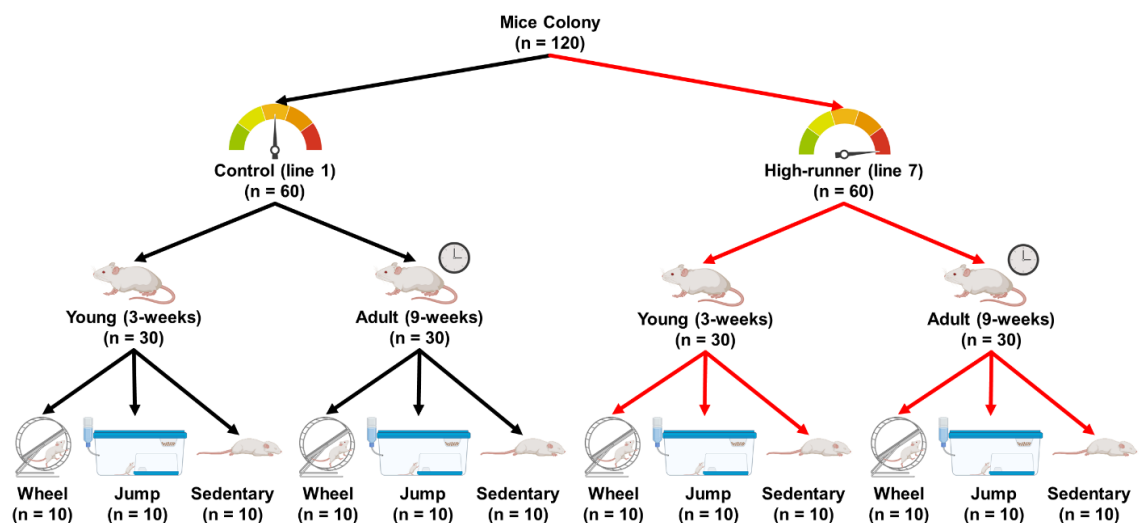 Mice Colony
(n = 120)
Control (line 1)
(n = 60)
High-runner (line 7)
(n = 60)
Young (3-weeks)
(n = 30)
Adult (9-weeks)
(n = 30)
Young (3-weeks)
(n = 30)
Adult (9-weeks)
(n = 30)
Wheel
(n = 10)
Jump
(n = 10)
Sedentary
(n = 10)
Wheel
(n = 10)
Jump
(n = 10)
Sedentary
(n = 10)
Wheel
(n = 10)
Jump
(n = 10)
Sedentary
(n = 10)
Wheel
(n = 10)
Jump
(n = 10)
Sedentary
(n = 10)